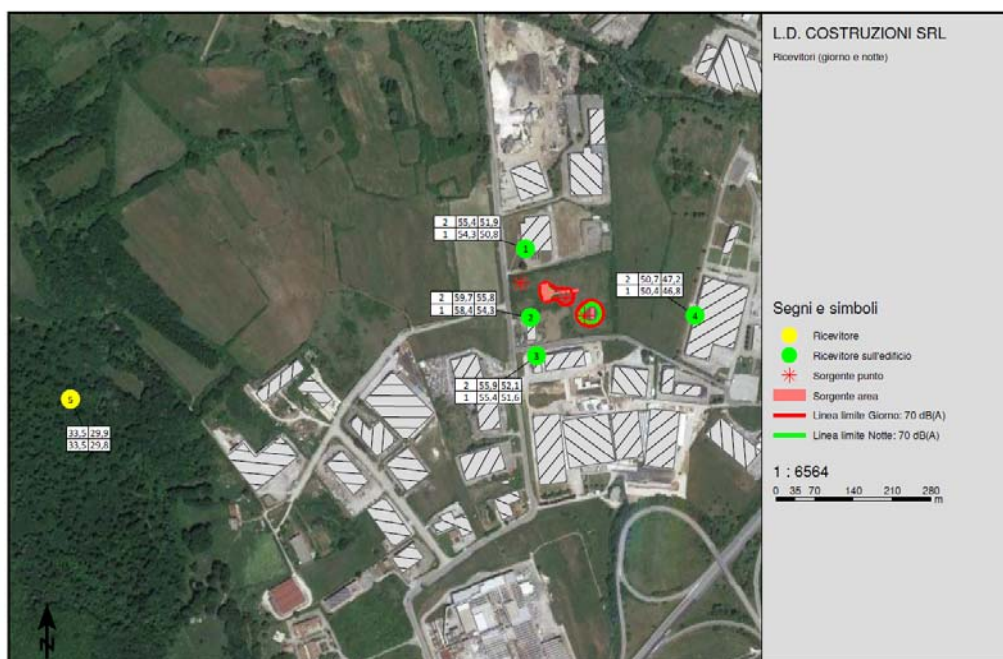 L.D. COSTRUZIONI SRL
Ricevitori (giorno e notte)
2 55,4 51,9
1 54,3 50,8
1
2 59,7 55,8
1 58,4 54,3
2
2 50,7 47,2
1 50,4 46,8
4
3
2 55,9 52,1
1 55,4 51,6
5
33,5 29,9
33,5 29,8
Segni e simboli
Ricevitore
Ricevitore sull'edificio
Sorgente punto
Sorgente area
Linea limite Giorno: 70 dB(A)
Linea limite Notte: 70 dB(A)
1 : 6564
0 35 70 140 210 280
m
N